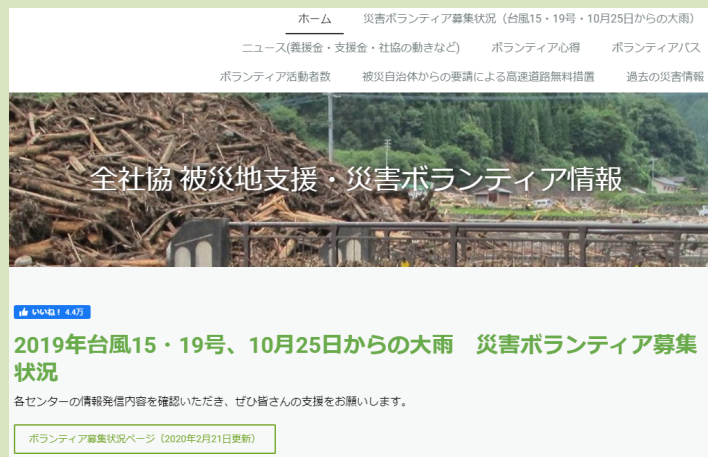 ホーム　災害ボランティア募集状況（台風15・19号・10月25日からの大雨）
ニュース(義援金・支援金・社協の動きなど)　ボランティア心得　ボランティアパス
ボランティア活動者数　被災自治体からの要請による高速道路無料措置　過去の災害情報
全社協 被災地支援・災害ボランティア情報
いいね！ 4.4万
2019年台風15・19号、10月25日からの大雨　災害ボランティア募集
状況
各センターの情報発信内容を確認いただき、ぜひ皆さんの支援をお願いします。
ボランティア募集状況ページ（2020年2月21日更新）